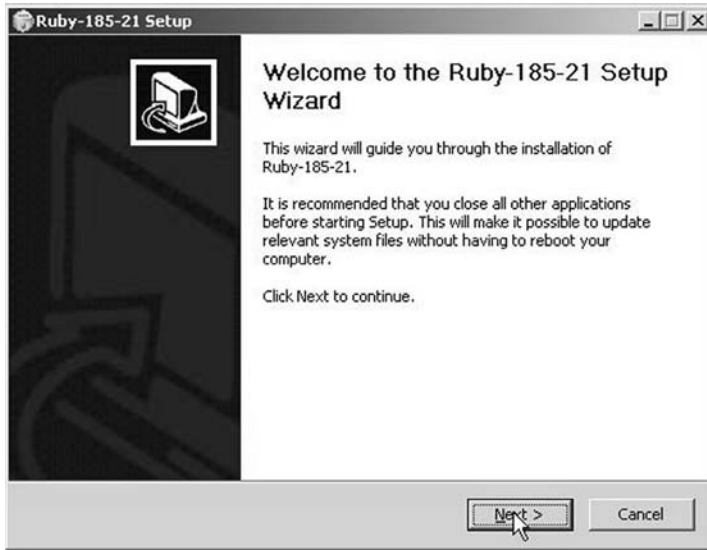 Ruby-185-21 Setup
Welcome to the Ruby-185-21 Setup
Wizard
This wizard will guide you through the installation of
Ruby-185-21.
It is recommended that you close all other applications
before starting Setup. This will make it possible to update
relevant system files without having to reboot your
computer.
Click Next to continue.
Next >
Cancel